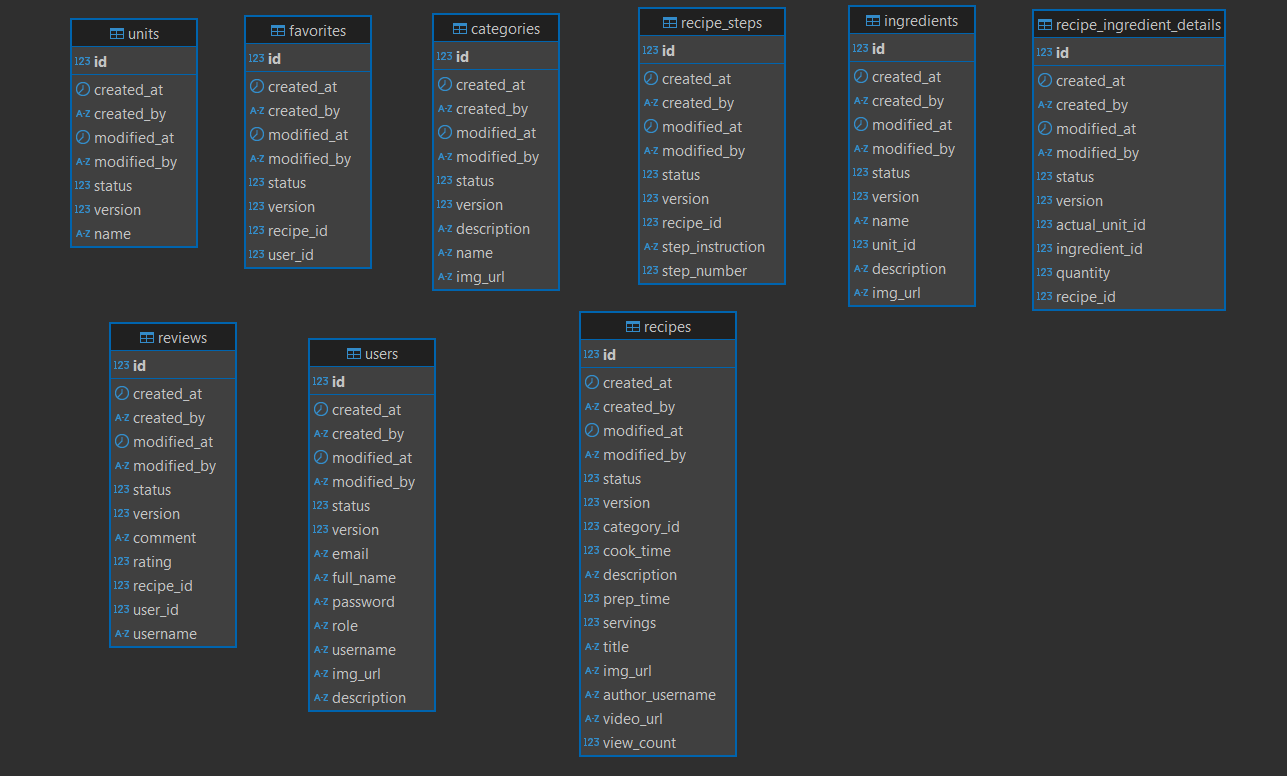 units
123 id
created_at
A-Z created_by
modified_at
A-Z modified_by
123 status
123 version
A-Z name
favorites
123 id
created_at
A-Z created_by
modified_at
A-Z modified_by
123 status
123 version
123 recipe_id
123 user_id
categories
123 id
created_at
A-Z created_by
modified_at
A-Z modified_by
123 status
123 version
A-Z description
A-Z name
A-Z img_url
recipe_steps
123 id
created_at
A-Z created_by
modified_at
A-Z modified_by
123 status
123 version
123 recipe_id
A-Z step_instruction
123 step_number
ingredients
123 id
created_at
A-Z created_by
modified_at
A-Z modified_by
123 status
123 version
A-Z name
123 unit_id
A-Z description
A-Z img_url
recipe_ingredient_details
123 id
created_at
A-Z created_by
modified_at
A-Z modified_by
123 status
123 version
123 actual_unit_id
123 ingredient_id
123 quantity
123 recipe_id
reviews
123 id
created_at
A-Z created_by
modified_at
A-Z modified_by
123 status
123 version
A-Z comment
123 rating
123 recipe_id
123 user_id
A-Z username
users
123 id
created_at
A-Z created_by
modified_at
A-Z modified_by
123 status
123 version
A-Z email
A-Z full_name
A-Z password
A-Z role
A-Z username
A-Z img_url
A-Z description
recipes
123 id
created_at
A-Z created_by
modified_at
A-Z modified_by
123 status
123 version
123 category_id
123 cook_time
A-Z description
123 prep_time
123 servings
A-Z title
A-Z img_url
A-Z author_username
A-Z video_url
123 view_count